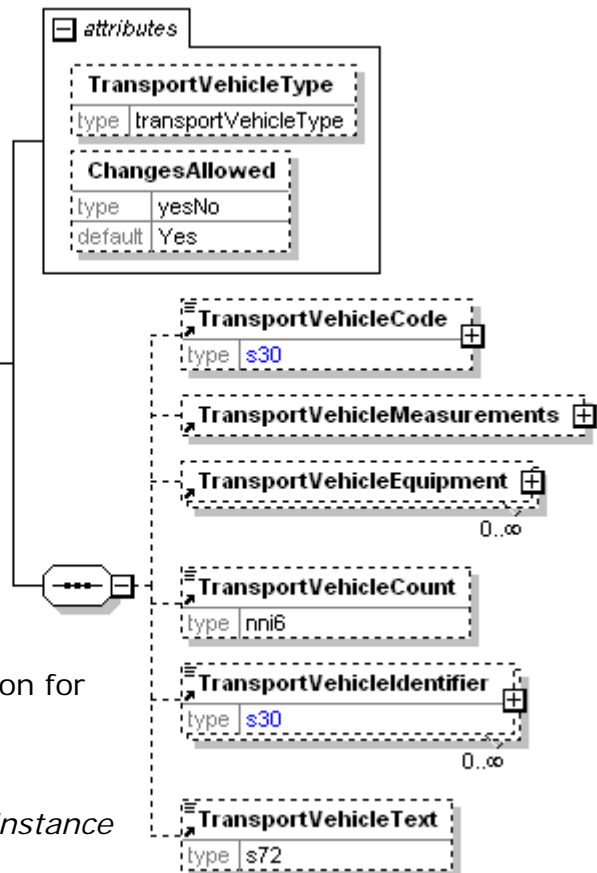 attributes
TransportVehicleType
type transportVehicleType
ChangesAllowed
type yesNo
default Yes
TransportVehicleCode
type s30
TransportVehicleMeasurements
TransportVehicleEquipment
0..∞
TransportVehicleCount
type nni6
on for
TransportVehicleIdentifier
type s30
0..∞
instance
TransportVehicleText
type s72